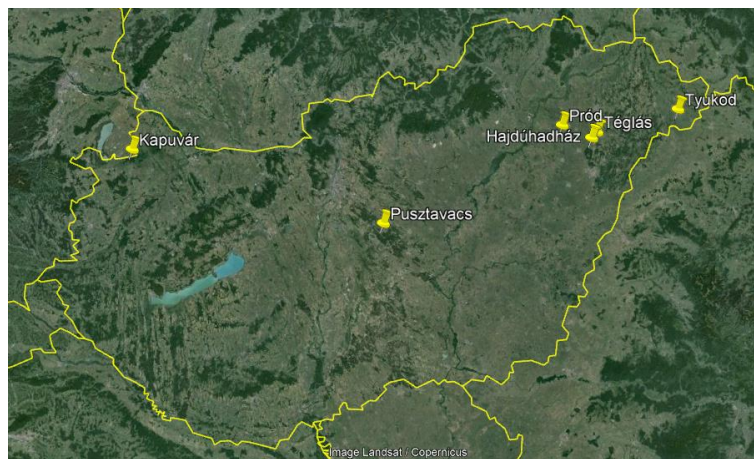 Tyukod
Pród
Téglás
Hajdúhadház
Kapuvár
Pusztavacs
Image Landsat / Copernicus